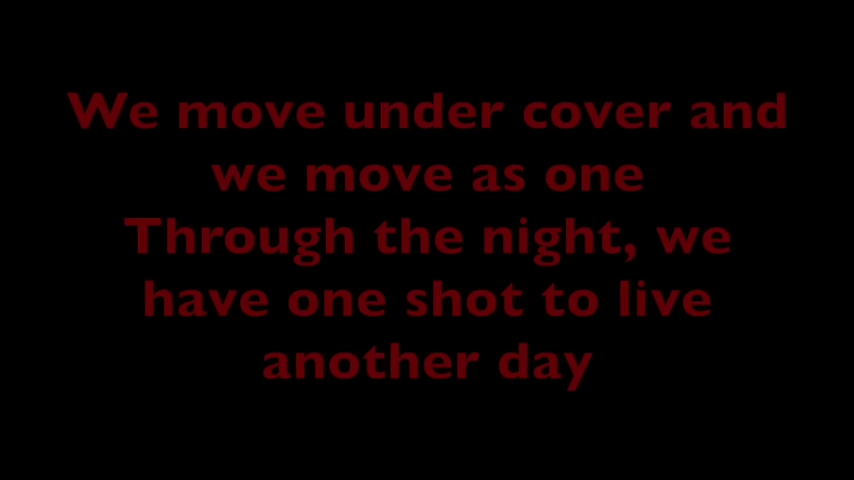 We move under cover and
we move as one
Through the night, we
have one shot to live
another day